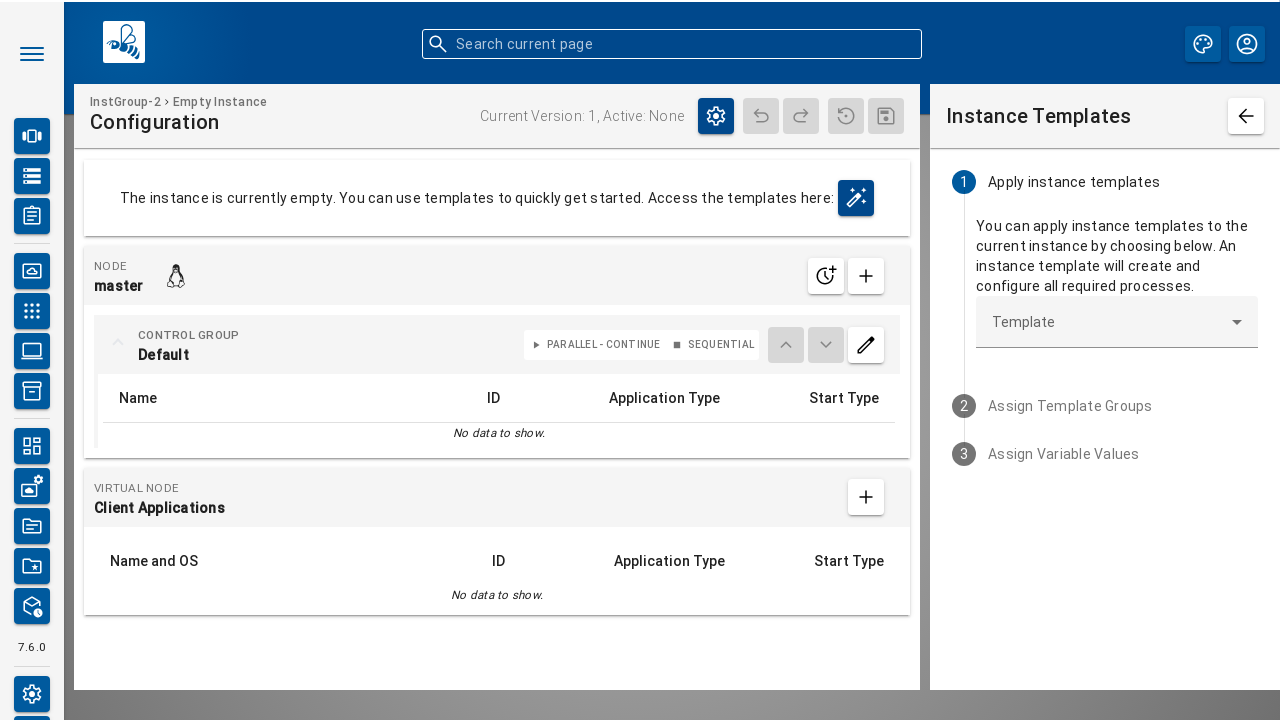 Search current page
InstGroup-2 › Empty Instance
Configuration
Current Version: 1, Active: None
Instance Templates
The instance is currently empty. You can use templates to quickly get started. Access the templates here:
NODE
master
CONTROL GROUP
Default
PARALLEL - CONTINUE
SEQUENTIAL
Name ID Application Type Start Type
No data to show.
VIRTUAL NODE
Client Applications
Name and OS ID Application Type Start Type
No data to show.
1 Apply instance templates
You can apply instance templates to the
current instance by choosing below. An
instance template will create and
configure all required processes.
Template
2 Assign Template Groups
3 Assign Variable Values
7.6.0